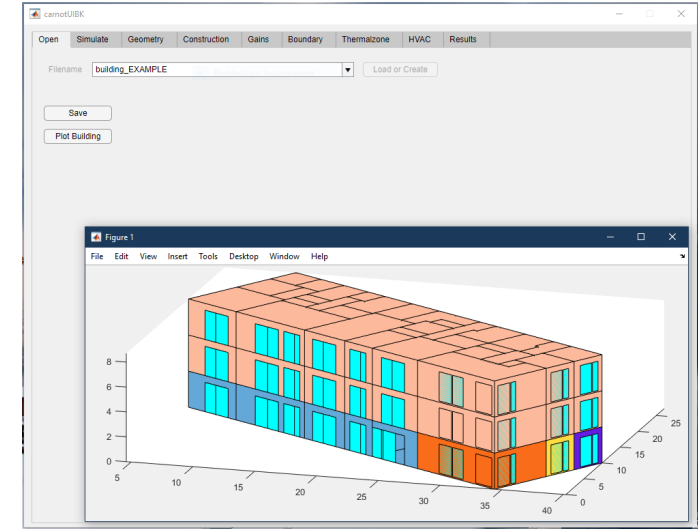 carnotUIBK
Open Simulate Geometry Construction Gains Boundary Thermalzone HVAC Results
Filename building_EXAMPLE Load or Create
Save
Plot Building
Figure 1
File Edit View Insert Tools Desktop Window Help
8
6
4
2
0
5
10
15
20
25
30
35
40
0
5
10
15
20
25